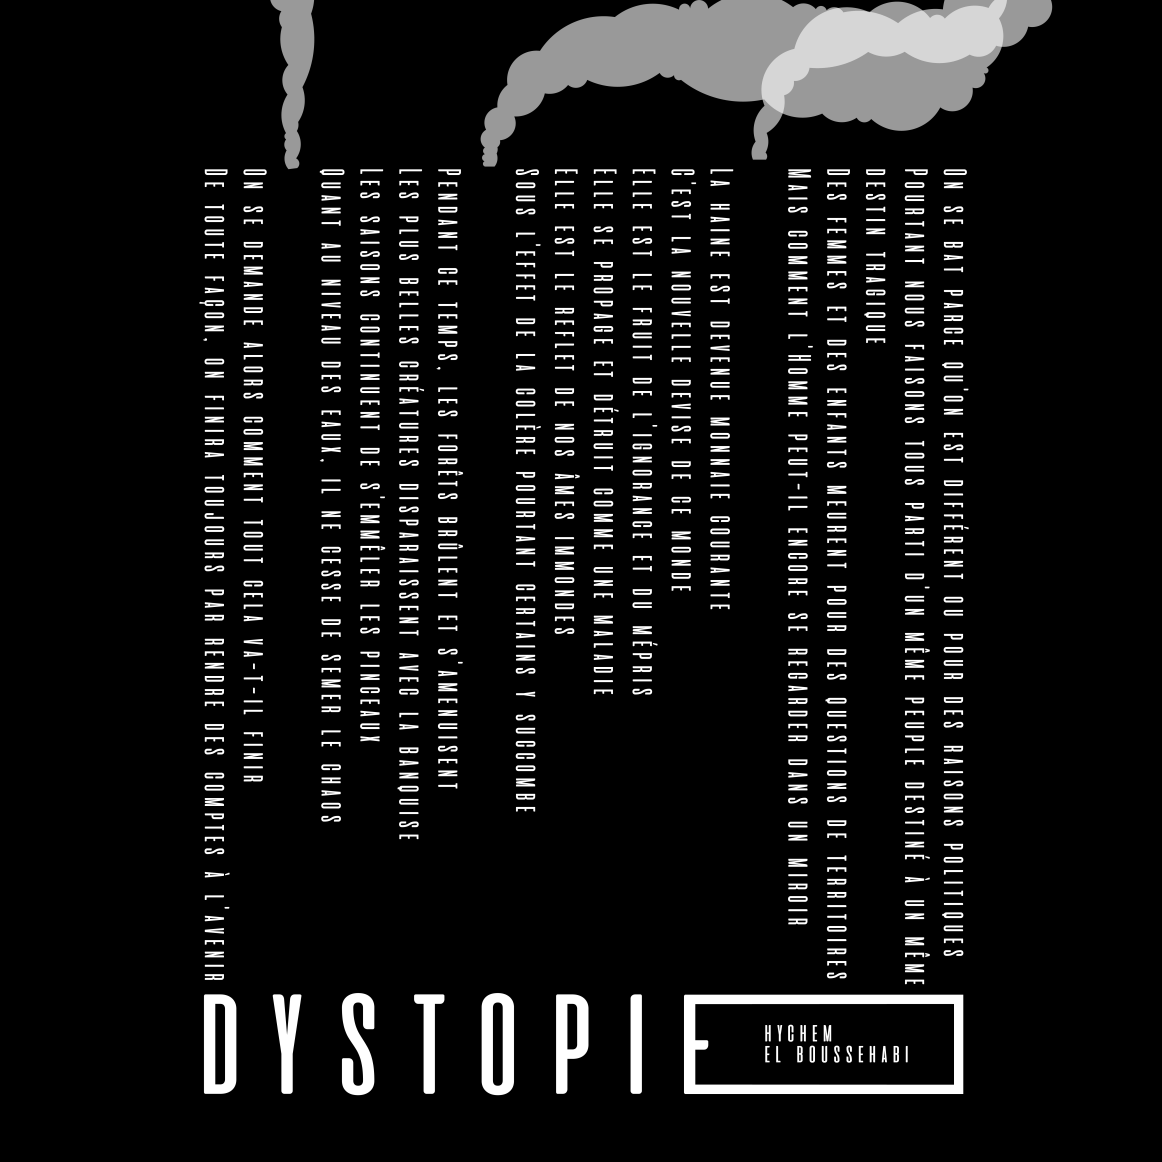 ON SE BAT PARCE QU'ON EST DIFFÉRENT OU POUR DES RAISONS POLITIQUES
POURTANT NOUS FAISONS TOUS PARTI D'UN MÊME PEUPLE DESTINÉ À UN MÊME
DESTIN TRAGIQUE
DES FEMMES ET DES ENFANTS MEURENT POUR DES QUESTIONS DE TERRITOIRES
MAIS COMMENT L'HOMME PEUT-IL ENCORE SE REGARDER DANS UN MIROIR
LA HAINE EST DEVENUE MONNAIE COURANTE
C'EST LA NOUVELLE DEVISE DE CE MONDE
ELLE EST LE FRUIT DE L'IGNORANCE ET DU MÉPRIS
ELLE SE PROPAGE ET DÉTRUIT COMME UNE MALADIE
ELLE EST LE REFLET DE NOS ÂMES IMMONDES
SOUS L'EFFET DE LA COLÈRE POURTANT CERTAINS Y SUCCOMBE
PENDANT CE TEMPS, LES FORÊTS BRÛLENT ET S'AMENUISENT
LES PLUS BELLES CRÉATURES DISPARAISSENT AVEC LA BANQUISE
LES SAISONS CONTINUENT DE S'EMMÊLER LES PINCEAUX
QUANT AU NIVEAU DES EAUX, IL NE CESSE DE SEMER LE CHAOS
ON SE DEMANDE ALORS COMMENT TOUT CELA VA-T-IL FINIR
DE TOUTE FAÇON, ON FINIRA TOUJOURS PAR RENDRE DES COMPTES À L'AVENIR
DYSTOPIE
HYCHEM
EL BOUSSEHABI